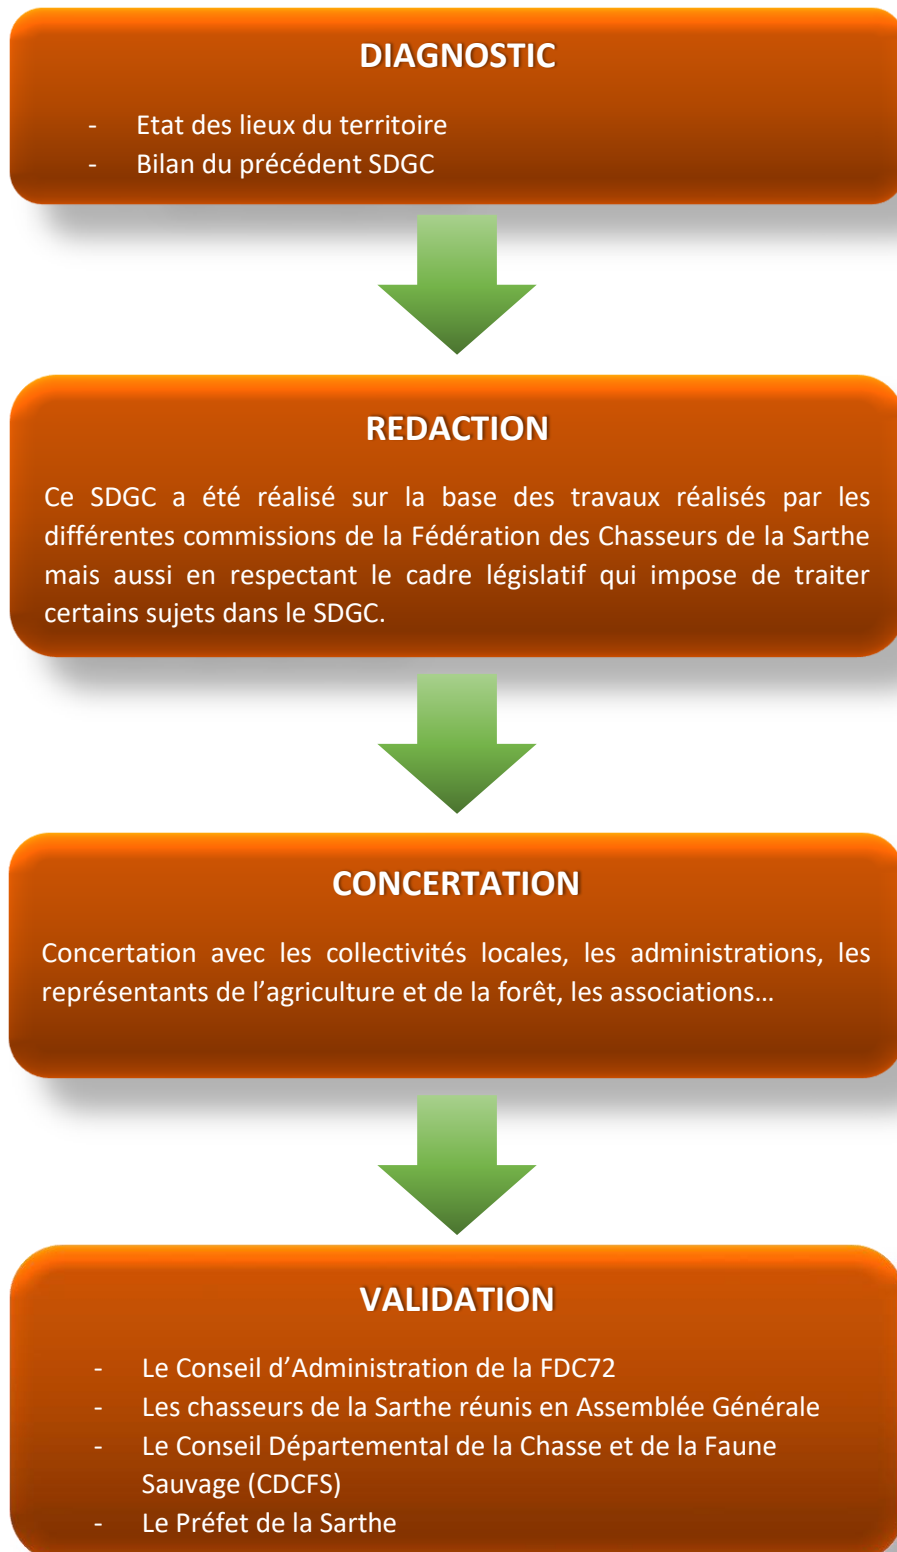 DIAGNOSTIC
- Etat des lieux du territoire
- Bilan du précédent SDGC
REDACTION
Ce SDGC a été réalisé sur la base des travaux réalisés par les
différentes commissions de la Fédération des Chasseurs de la Sarthe
mais aussi en respectant le cadre législatif qui impose de traiter
certains sujets dans le SDGC.
CONCERTATION
Concertation avec les collectivités locales, les administrations, les
représentants de l’agriculture et de la forêt, les associations…
VALIDATION
- Le Conseil d’Administration de la FDC72
- Les chasseurs de la Sarthe réunis en Assemblée Générale
- Le Conseil Départemental de la Chasse et de la Faune
Sauvage (CDCFS)
- Le Préfet de la Sarthe